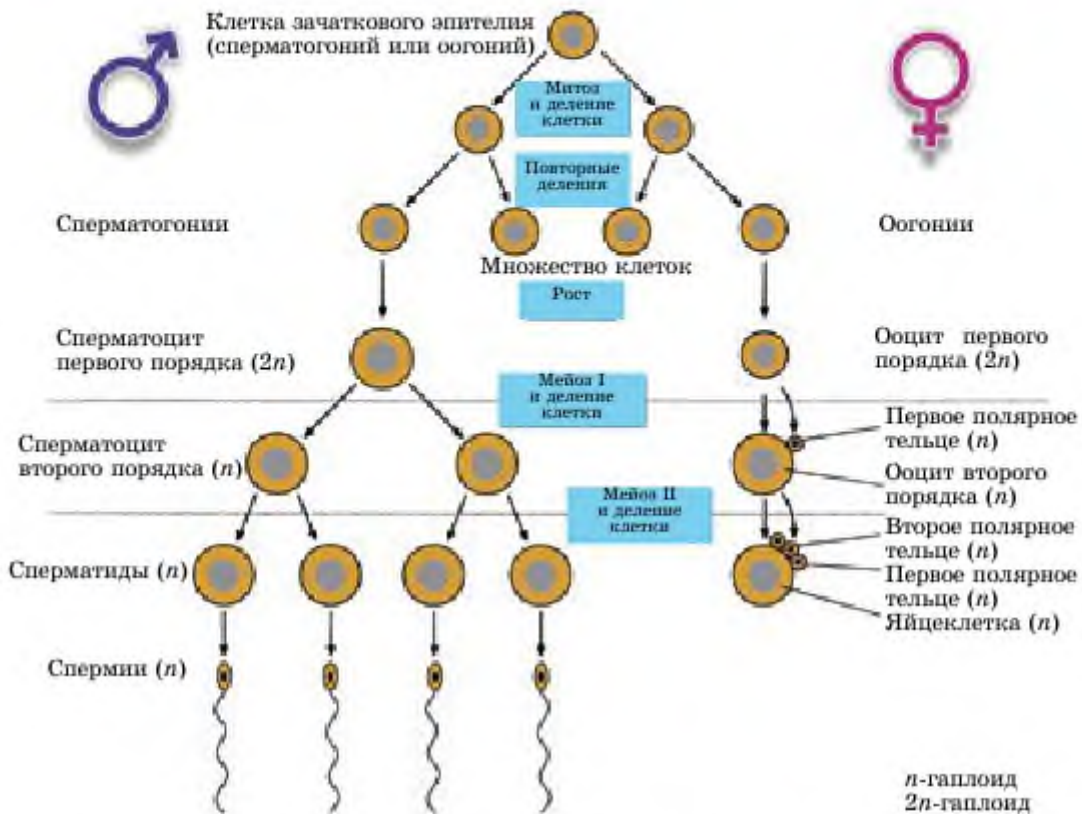 Клетка зачаткового эпителия
(сперматогоний или оогоний)
Митоз
и деление
клетки
Повторные
деления
Сперматогонии
Оогонии
Множество клеток
Рост
Сперматоцит
первого порядка (2n)
Ооцит первого
порядка (2n)
Мейоз I
и деление
клетки
Первое полярное
тельце (n)
Сперматоцит
второго порядка (n)
Ооцит второго
порядка (n)
Мейоз II
и деление
клетки
Второе полярное
тельце (n)
Сперматиды (n)
Первое полярное
тельце (n)
Яйцеклетка (n)
Спермии (n)
n-гаплоид
2n-гаплоид